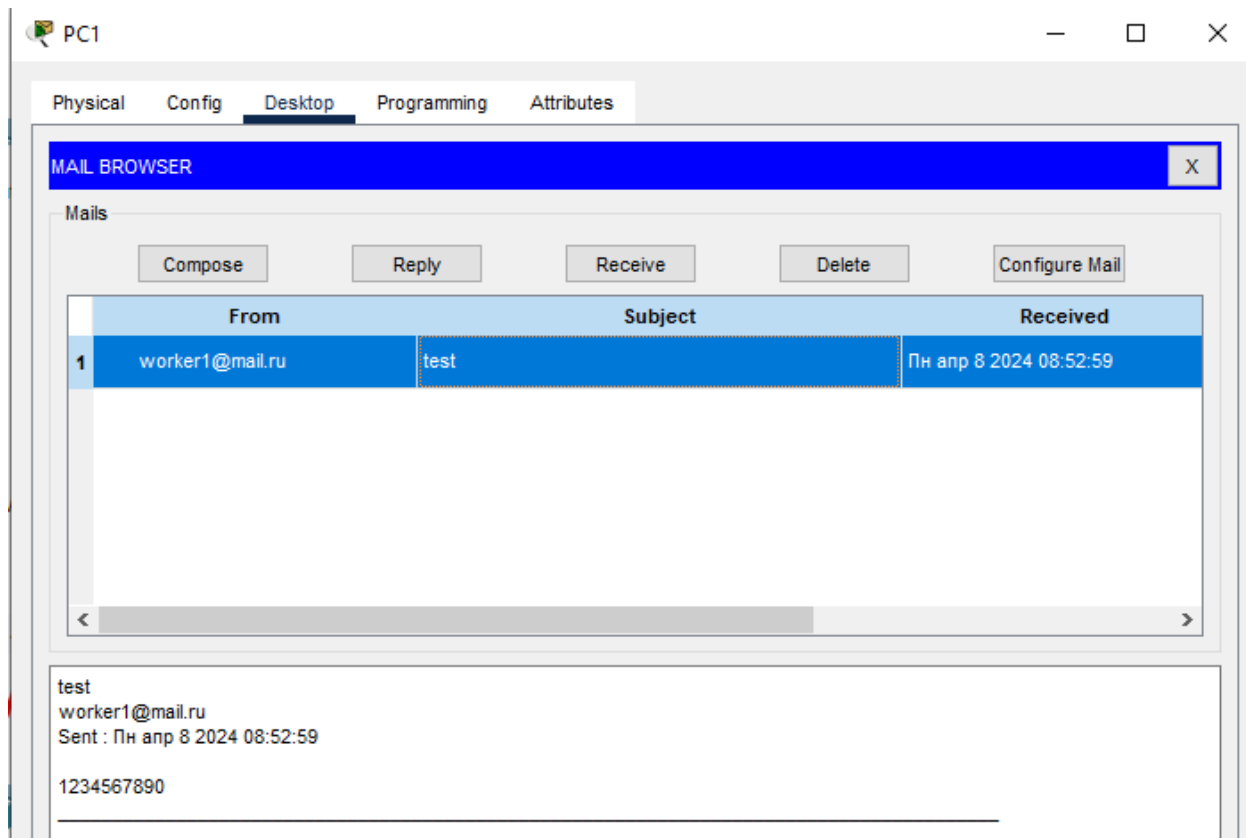 PC1
Physical Config Desktop Programming Attributes
MAIL BROWSER X
Mails
Compose Reply Receive Delete Configure Mail
From Subject Received
1 worker1@mail.ru test Пн апр 8 2024 08:52:59
test
worker1@mail.ru
Sent : Пн апр 8 2024 08:52:59
1234567890